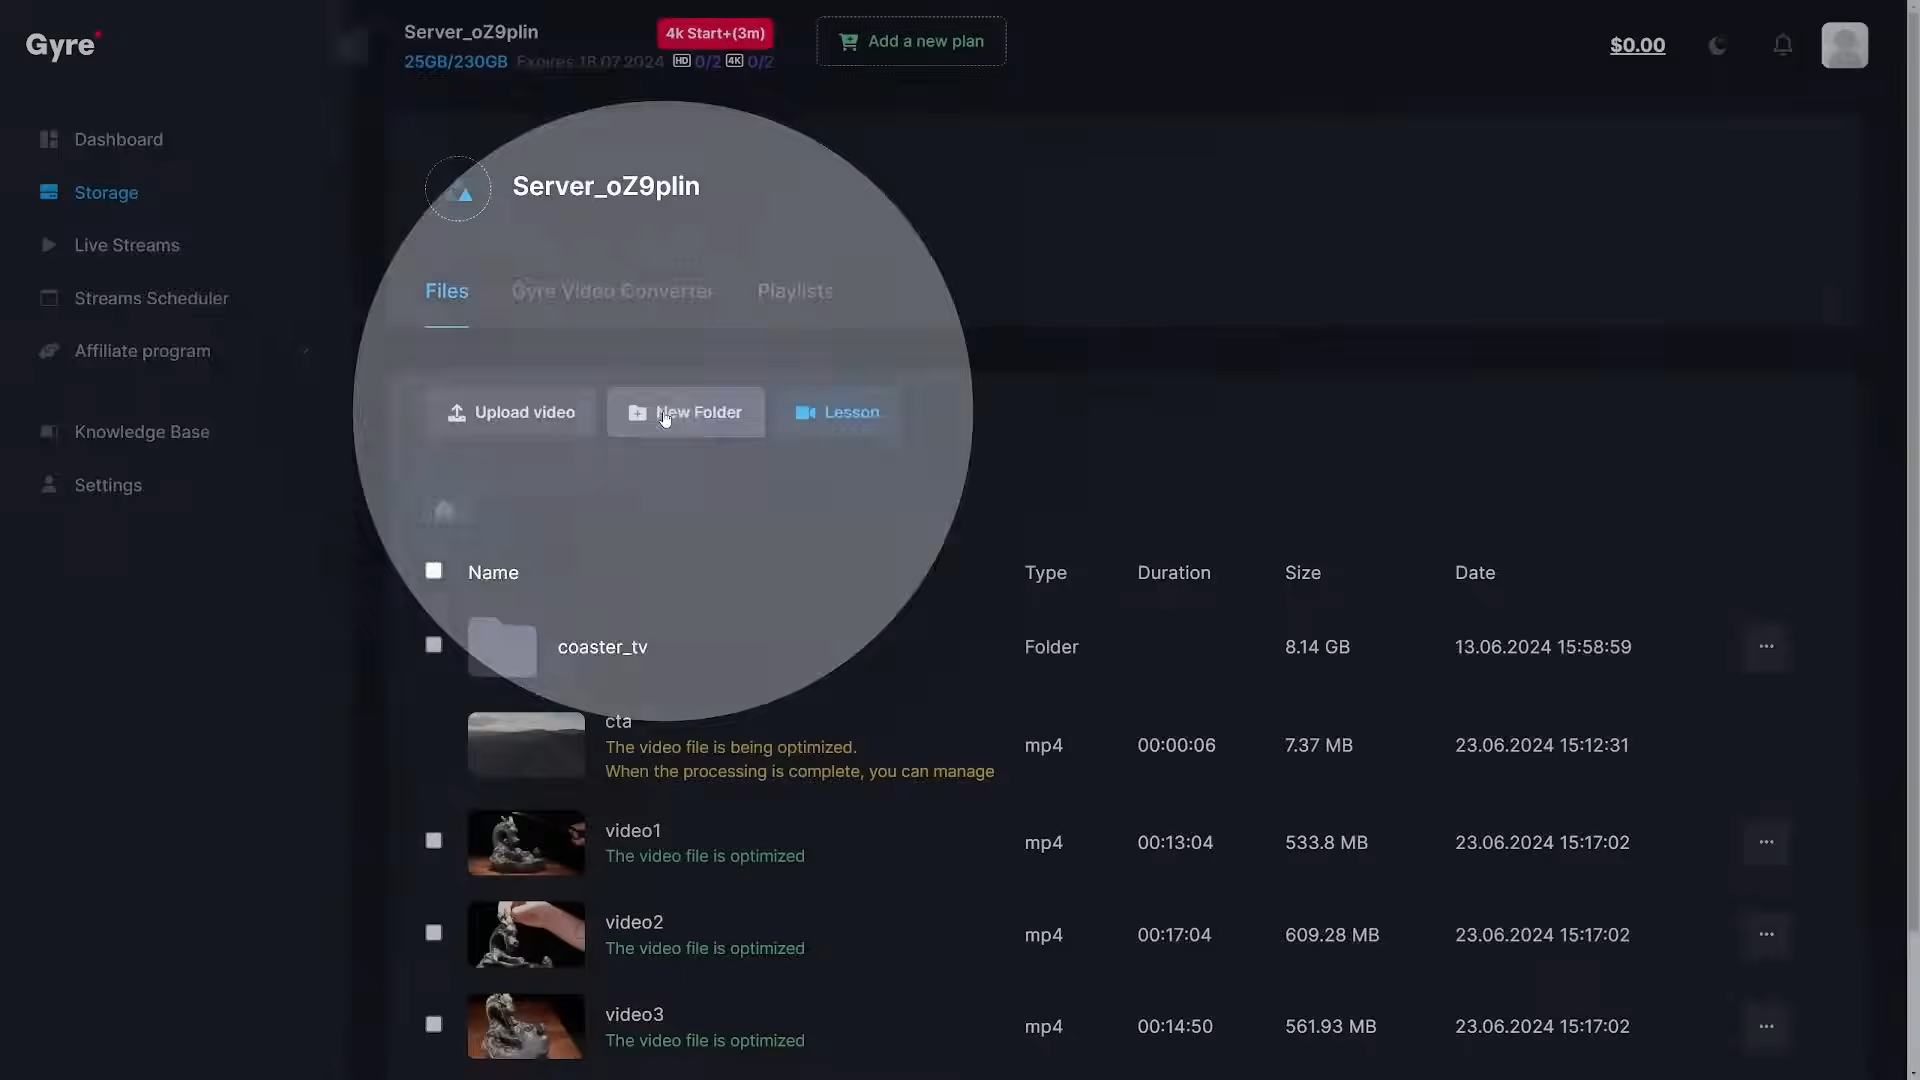 Gyre
Server_oZ9plin
4k Start+(3m)
25GB/230GB Expires 18.07.2024 HD 0/2 4K 0/2
Add a new plan
$0.00
Dashboard
Storage
Live Streams
Streams Scheduler
Affiliate program
Knowledge Base
Settings
Server_oZ9plin
Files Gyre Video Converter Playlists
Upload video New Folder Lesson
Name Type Duration Size Date
coaster_tv Folder 8.14 GB 13.06.2024 15:58:59
cta
The video file is being optimized.
When the processing is complete, you can manage
mp4 00:00:06 7.37 MB 23.06.2024 15:12:31
video1
The video file is optimized
mp4 00:13:04 533.8 MB 23.06.2024 15:17:02
video2
The video file is optimized
mp4 00:17:04 609.28 MB 23.06.2024 15:17:02
video3
The video file is optimized
mp4 00:14:50 561.93 MB 23.06.2024 15:17:02